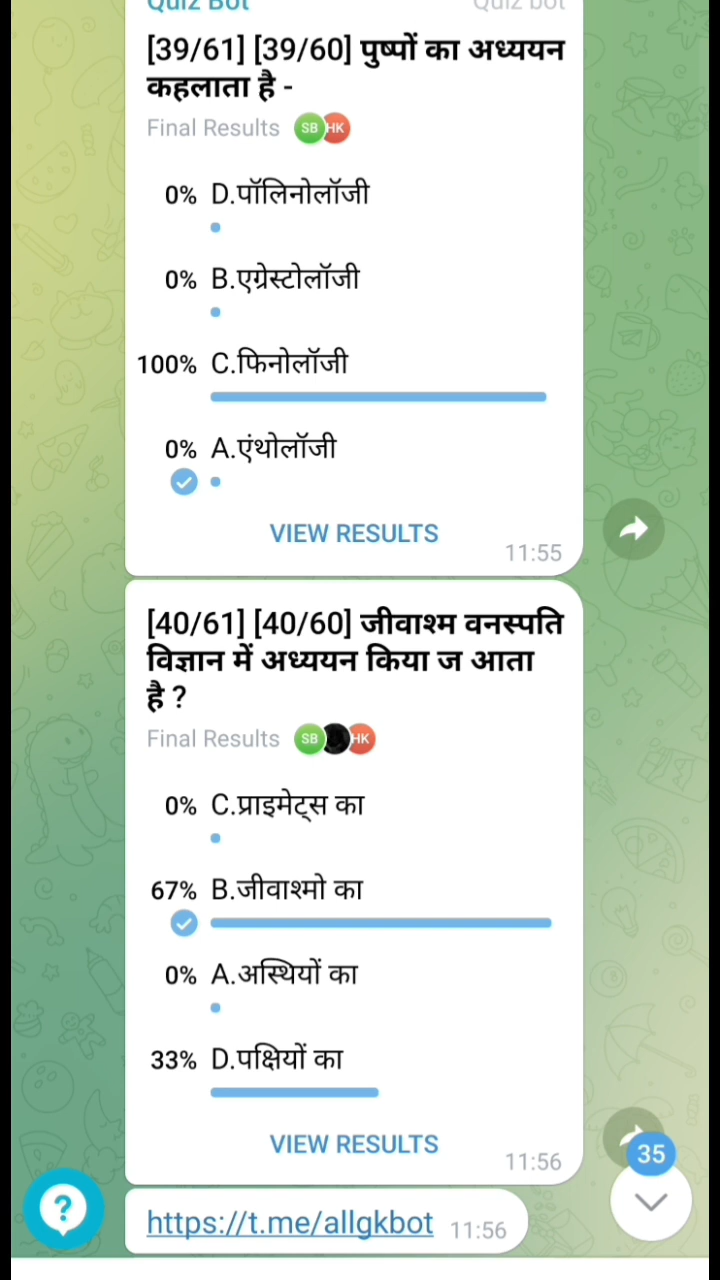 Quiz Bot Quiz bot
[39/61] [39/60] पुष्पों का अध्ययन
कहलाता है -
Final Results SB HK
0% D.पॉलिनोलॉजी
0% B.एग्रेस्टोलॉजी
100% C.फिनोलॉजी
0% A.एंथोलॉजी
VIEW RESULTS
11:55
[40/61] [40/60] जीवाश्म वनस्पति
विज्ञान में अध्ययन किया ज आता
है ?
Final Results SB HK
0% C.प्राइमेट्स का
67% B.जीवाश्मो का
0% A.अस्थियों का
33% D.पक्षियों का
VIEW RESULTS
11:56
35
?
https://t.me/allgkbot 11:56